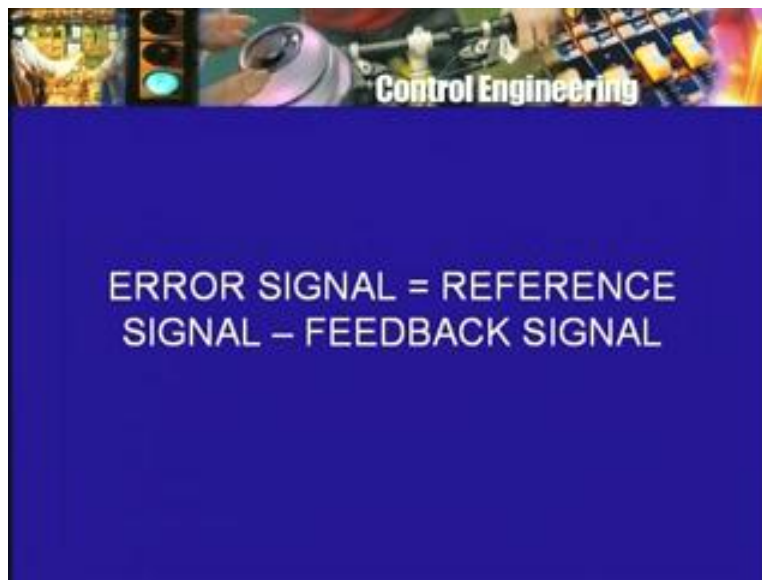 Control Engineering
ERROR SIGNAL = REFERENCE
SIGNAL – FEEDBACK SIGNAL